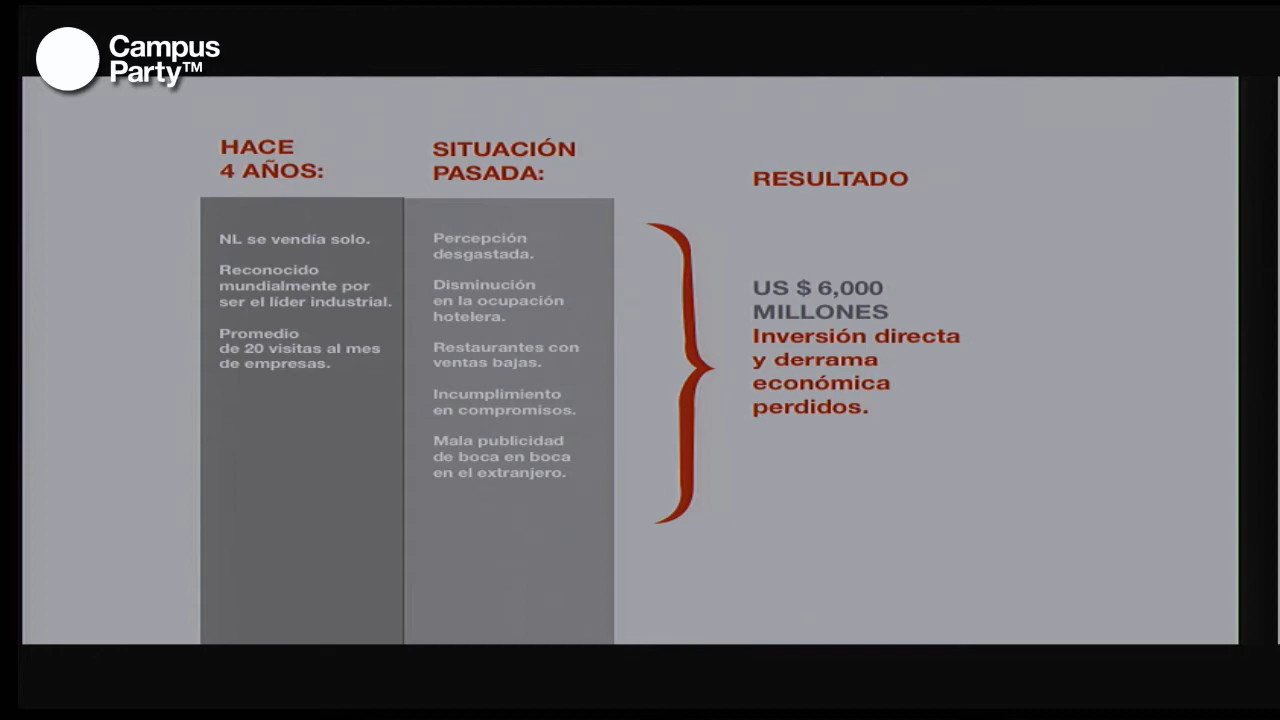 Campus
Party™
HACE
4 AÑOS:
NL se vendía solo.
Reconocido
mundialmente por
ser el líder industrial.
Promedio
de 20 visitas al mes
de empresas.
SITUACIÓN
PASADA:
Percepción
desgastada.
Disminución
en la ocupación
hotelera.
Restaurantes con
ventas bajas.
Incumplimiento
en compromisos.
Mala publicidad
de boca en boca
en el extranjero.
RESULTADO
US $ 6,000
MILLONES
Inversión directa
y derrama
económica
perdidos.